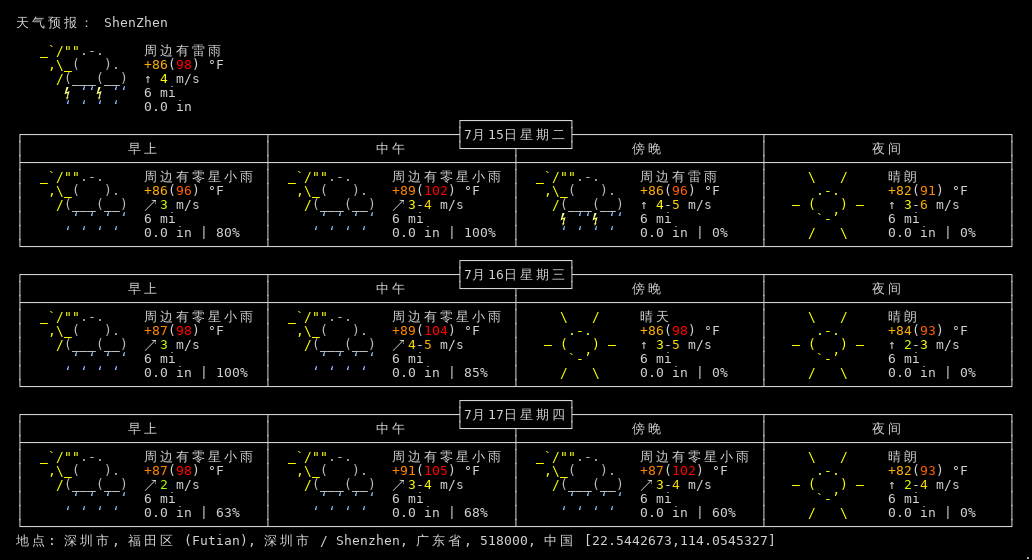 天气预报: ShenZhen
周边有雷雨
+86(98) °F
↑ 4 m/s
6 mi
0.0 in
7月15日星期二
早上 中午 傍晚 夜间
周边有零星小雨 周边有零星小雨 周边有雷雨 晴朗
+86(96) °F +89(102) °F +86(96) °F +82(91) °F
↗3 m/s ↗3-4 m/s ↑ 4-5 m/s ↑ 3-6 m/s
6 mi 6 mi 6 mi 6 mi
0.0 in | 80% 0.0 in | 100% 0.0 in | 0% 0.0 in | 0%
7月16日星期三
早上 中午 傍晚 夜间
周边有零星小雨 周边有零星小雨 晴天 晴朗
+87(98) °F +89(104) °F +86(98) °F +84(93) °F
↗3 m/s ↗4-5 m/s ↑ 3-5 m/s ↑ 2-3 m/s
6 mi 6 mi 6 mi 6 mi
0.0 in | 100% 0.0 in | 85% 0.0 in | 0% 0.0 in | 0%
7月17日星期四
早上 中午 傍晚 夜间
周边有零星小雨 周边有零星小雨 周边有零星小雨 晴朗
+87(98) °F +91(105) °F +87(102) °F +82(93) °F
↗2 m/s ↗3-4 m/s ↗3-4 m/s ↑ 2-4 m/s
6 mi 6 mi 6 mi 6 mi
0.0 in | 63% 0.0 in | 68% 0.0 in | 60% 0.0 in | 0%
地点: 深圳市, 福田区 (Futian), 深圳市 / Shenzhen, 广东省, 518000, 中国 [22.5442673,114.0545327]